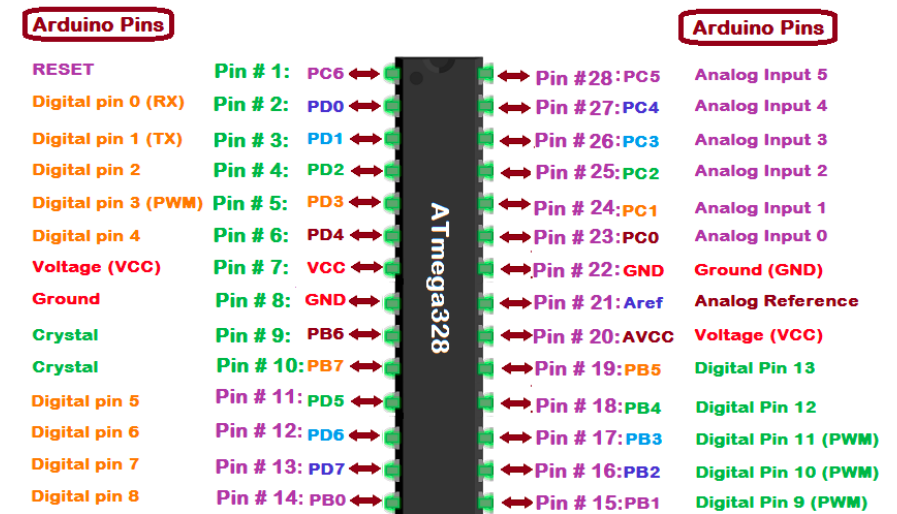 Arduino Pins
Arduino Pins
RESET Pin # 1: PC6 Pin #28: PC5 Analog Input 5
Digital pin 0 (RX) Pin # 2: PD0 Pin # 27: PC4 Analog Input 4
Digital pin 1 (TX) Pin # 3: PD1 Pin # 26: PC3 Analog Input 3
Digital pin 2 Pin # 4: PD2 Pin # 25: PC2 Analog Input 2
Digital pin 3 (PWM) Pin # 5: PD3 Pin # 24: PC1 Analog Input 1
Digital pin 4 Pin # 6: PD4 Pin # 23: PC0 Analog Input 0
Voltage (VCC) Pin # 7: VCC Pin # 22: GND Ground (GND)
Ground Pin # 8: GND Pin # 21: Aref Analog Reference
Crystal Pin # 9: PB6 Pin # 20: AVCC Voltage (VCC)
Crystal Pin # 10: PB7 Pin # 19: PB5 Digital Pin 13
Digital pin 5 Pin # 11: PD5 Pin # 18: PB4 Digital Pin 12
Digital pin 6 Pin # 12: PD6 Pin # 17: PB3 Digital Pin 11 (PWM)
Digital pin 7 Pin # 13: PD7 Pin # 16: PB2 Digital Pin 10 (PWM)
Digital pin 8 Pin # 14: PB0 Pin # 15: PB1 Digital Pin 9 (PWM)
ATmega328